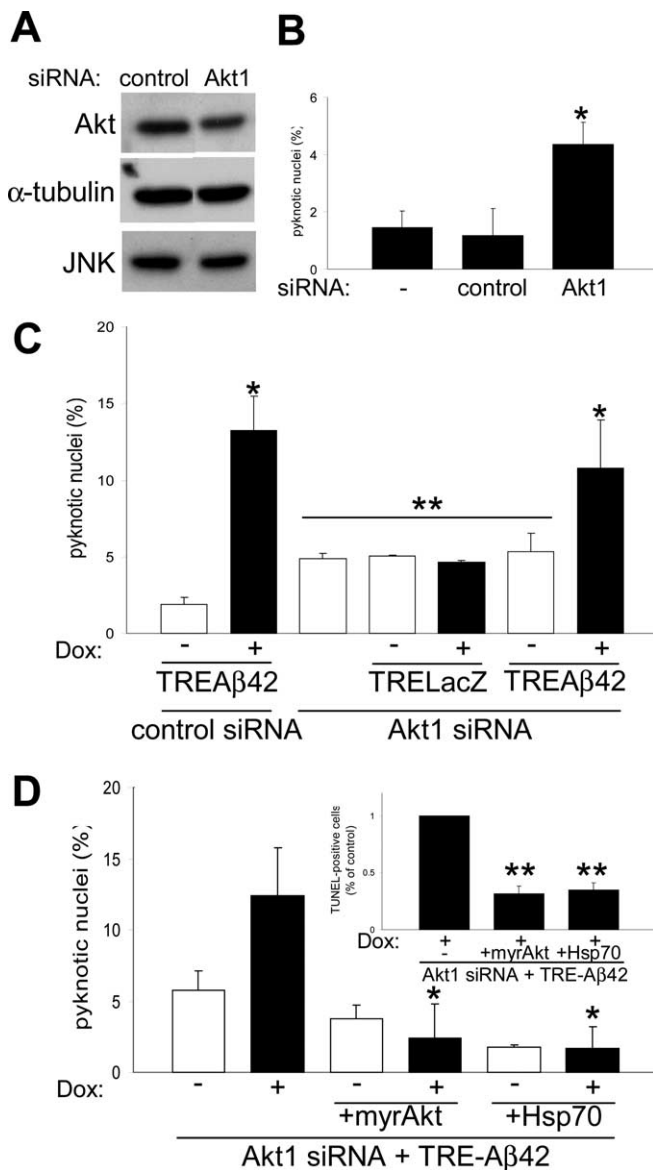 A
siRNA: control Akt1
Akt
α-tubulin
JNK
B
pyknotic nuclei (%)
6
4
2
0
*
siRNA: - control Akt1
C
pyknotic nuclei (%)
20
15
10
5
0
*
**
*
Dox: - + - + - +
TREAβ42 TRELacZ TREAβ42
control siRNA Akt1 siRNA
D
pyknotic nuclei (%)
20
15
10
5
0
TUNEL-positive cells
(% of control)
1
0.5
0
** **
Dox: + + +
- +myrAkt +Hsp70
Akt1 siRNA + TRE-Aβ42
* *
Dox: - + - + - +
+myrAkt +Hsp70
Akt1 siRNA + TRE-Aβ42